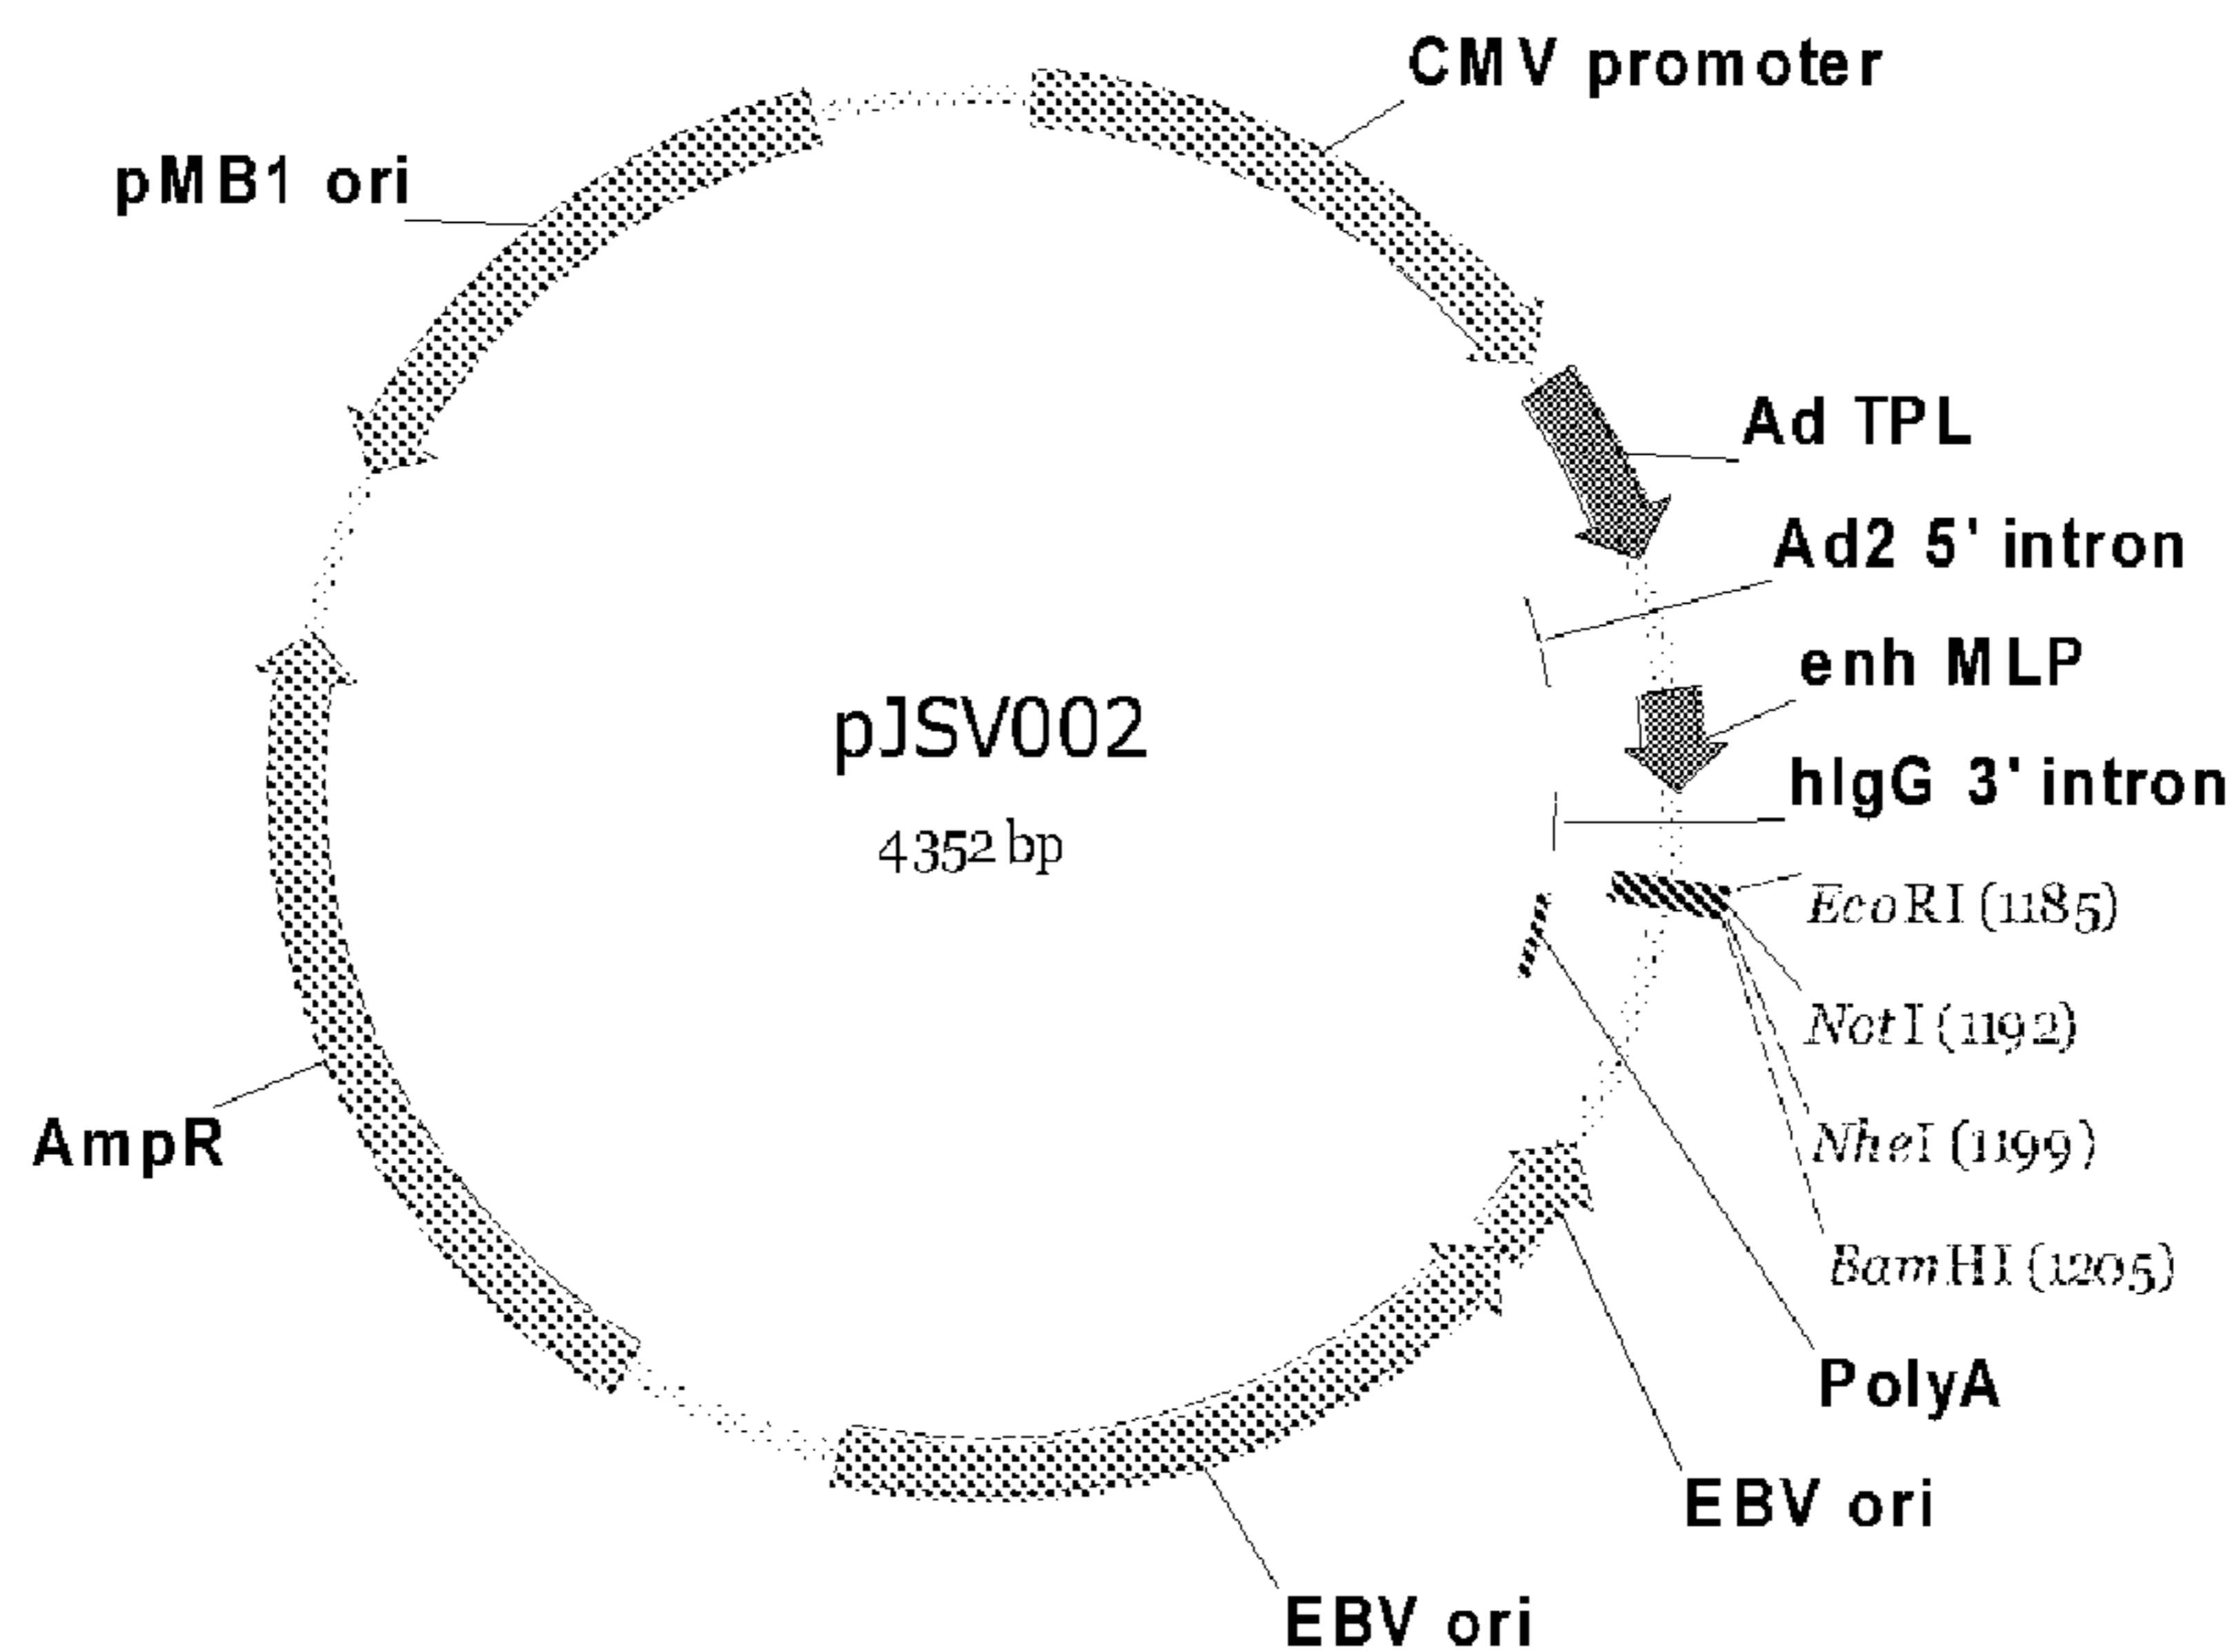 CMV promoter
pMB1 ori
Ad TPL
Ad2 5' intron
enh MLP
pJSV002
hIgG 3' intron
4352 bp
EcoRI (1185)
NotI (1192)
AmpR
NheI (1199)
BamHI (1205)
PolyA
EBV ori
EBV ori